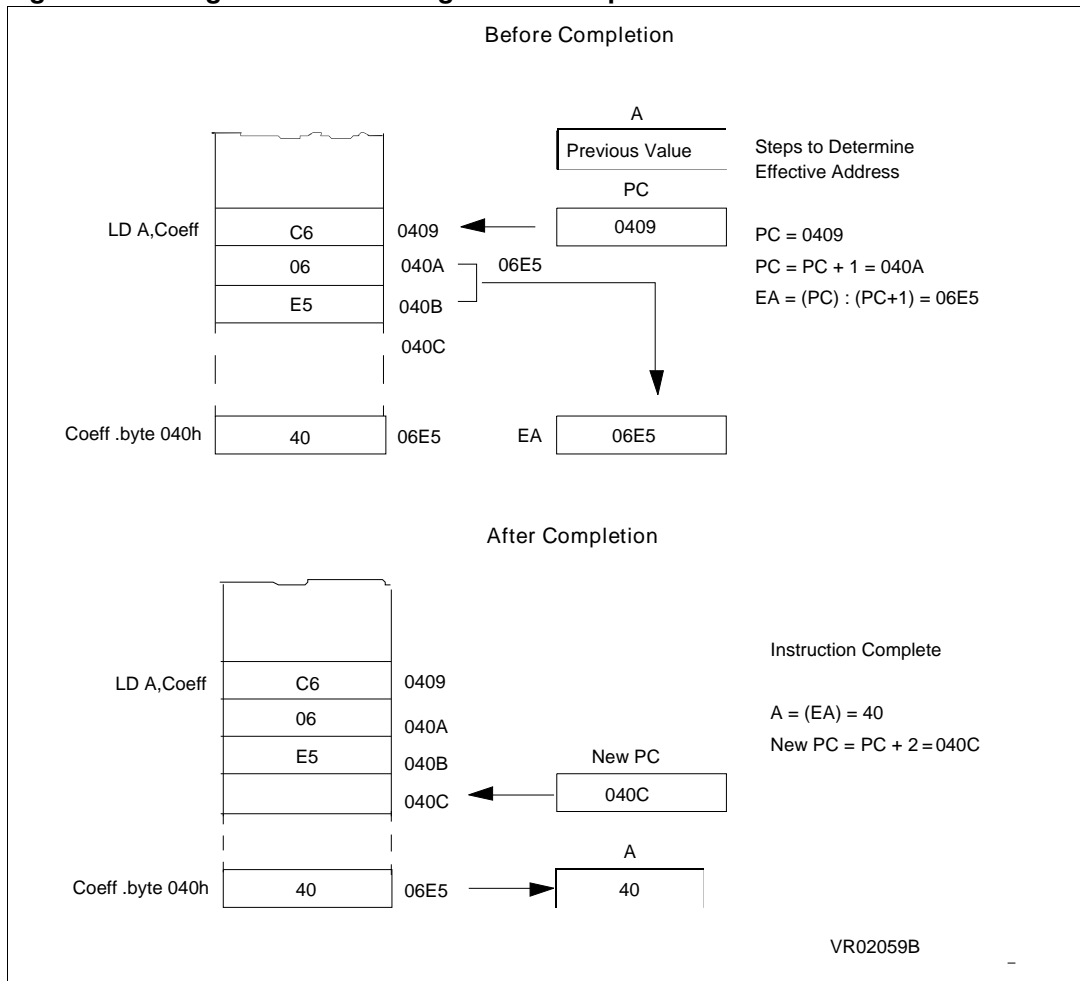 Before Completion
A
Previous Value
Steps to Determine
Effective Address
PC
LD A,Coeff
C6
0409
0409
PC = 0409
06
040A
06E5
PC = PC + 1 = 040A
E5
040B
EA = (PC) : (PC+1) = 06E5
040C
Coeff .byte 040h
40
06E5
EA
06E5
After Completion
Instruction Complete
LD A,Coeff
C6
0409
06
040A
A = (EA) = 40
E5
040B
New PC
New PC = PC + 2 = 040C
040C
040C
A
Coeff .byte 040h
40
06E5
40
VR02059B